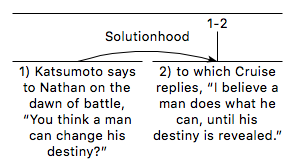 1-2
Solutionhood
1) Katsumoto says
to Nathan on the
dawn of battle,
“You think a man
can change his
destiny?”
2) to which Cruise
replies, “I believe a
man does what he
can, until his
destiny is revealed.”